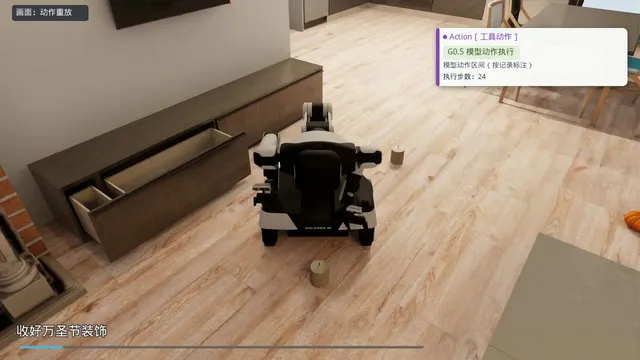 画面：动作重放
Action [ 工具动作 ]
G0.5 模型动作执行
模型动作区间（按记录标注）
执行步数：24
收好万圣节装饰